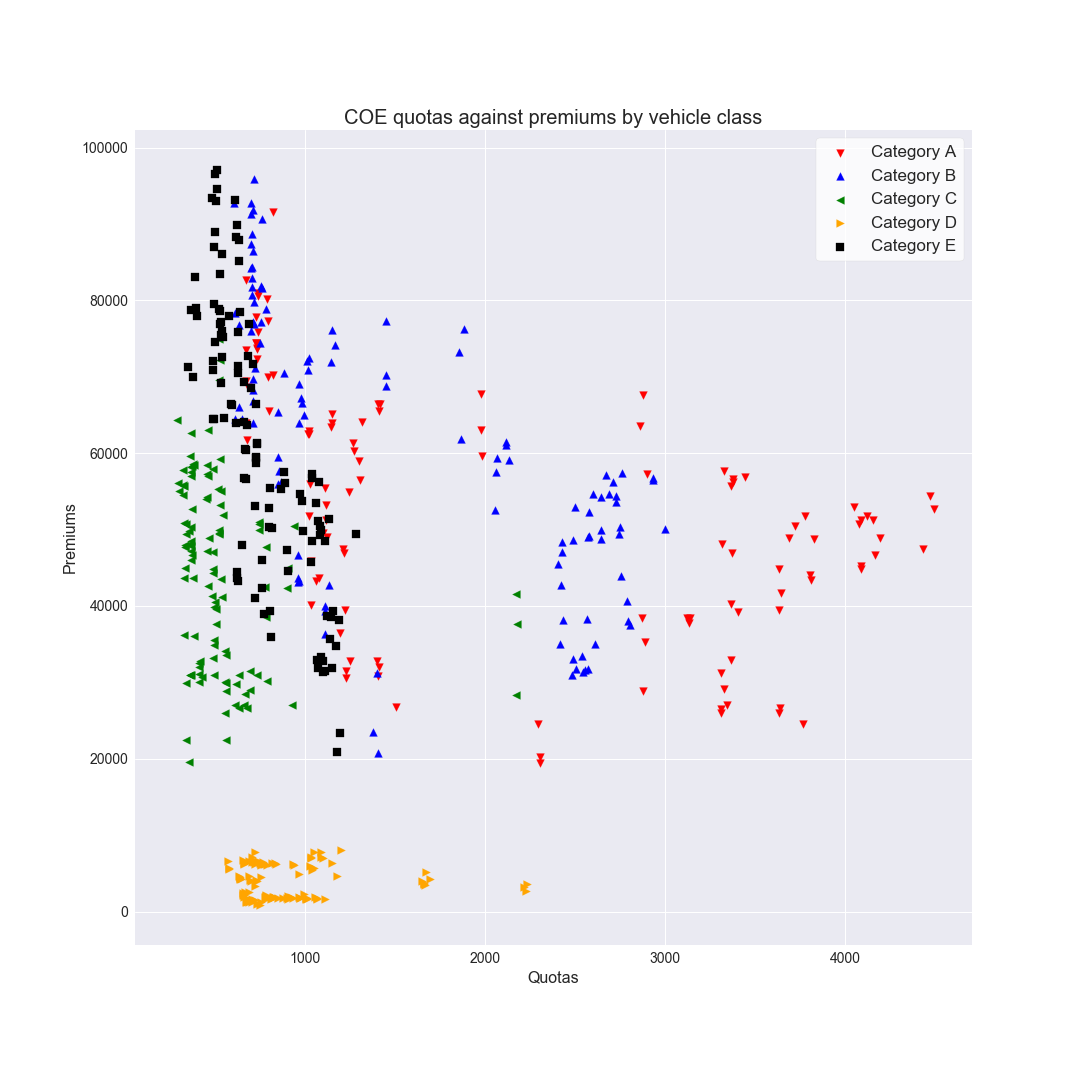 COE quotas against premiums by vehicle class
Category A
Category B
Category C
Category D
Category E
Premiums
100000
80000
60000
40000
20000
0
1000
2000
3000
4000
Quotas